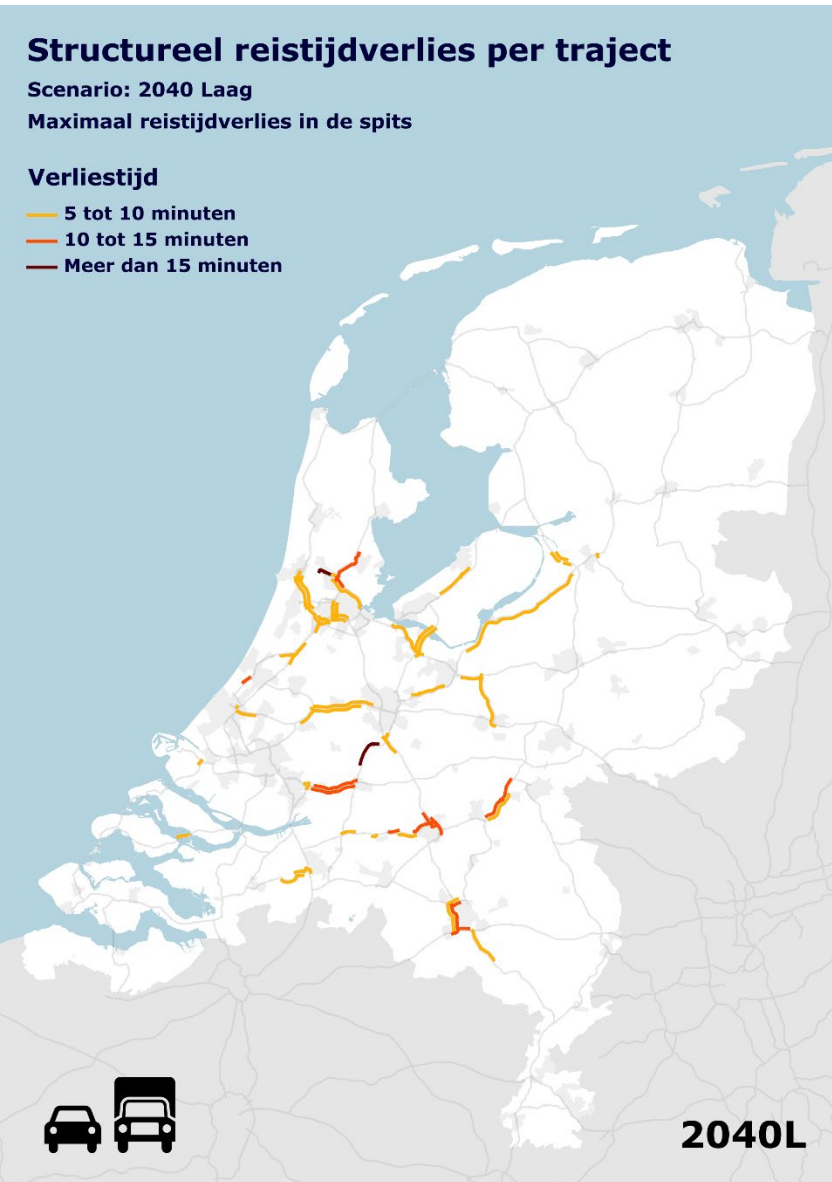 Structureel reistijdverlies per traject
Scenario: 2040 Laag
Maximaal reistijdverlies in de spits
Verliestijd
5 tot 10 minuten
10 tot 15 minuten
Meer dan 15 minuten
2040L